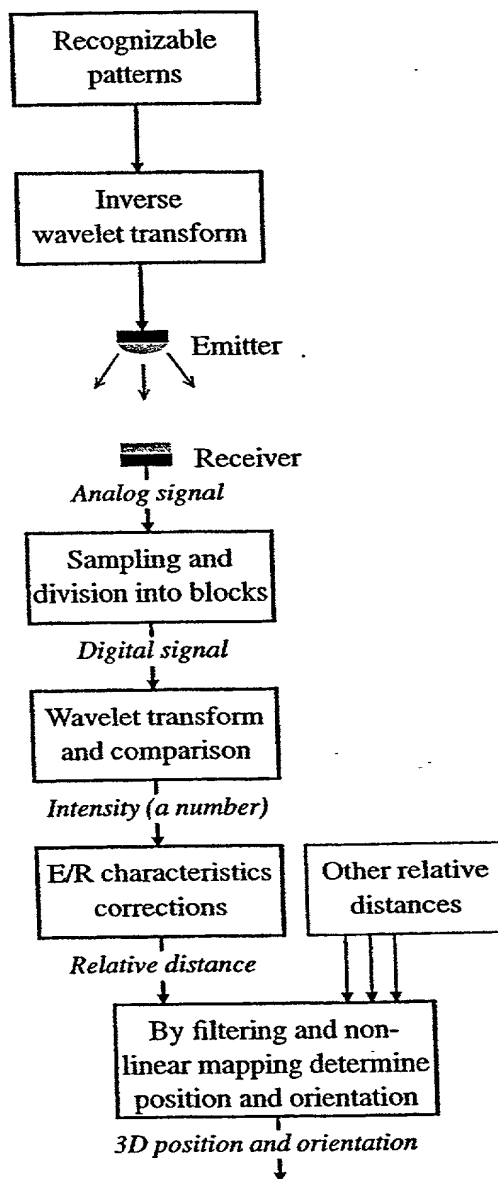 Recognizable
patterns
Inverse
wavelet transform
Emitter
Receiver
Analog signal
Sampling and
division into blocks
Digital signal
Wavelet transform
and comparison
Intensity (a number)
E/R characteristics
corrections
Other relative
distances
Relative distance
By filtering and non-
linear mapping determine
position and orientation
3D position and orientation